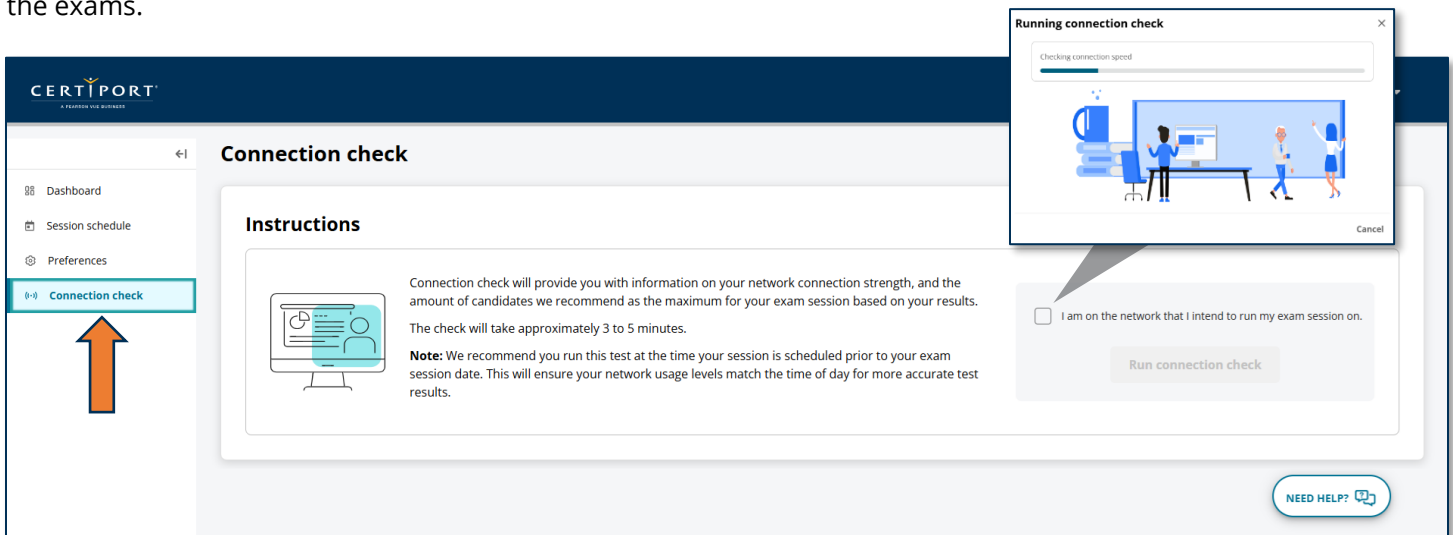 the exams.
Running connection check
Checking connection speed
Cancel
CERTIPORT
A PEARSON VUE BUSINESS
Dashboard
Session schedule
Preferences
Connection check
Connection check
Instructions
Connection check will provide you with information on your network connection strength, and the
amount of candidates we recommend as the maximum for your exam session based on your results.
The check will take approximately 3 to 5 minutes.
Note: We recommend you run this test at the time your session is scheduled prior to your exam
session date. This will ensure your network usage levels match the time of day for more accurate test
results.
I am on the network that I intend to run my exam session on.
Run connection check
NEED HELP?